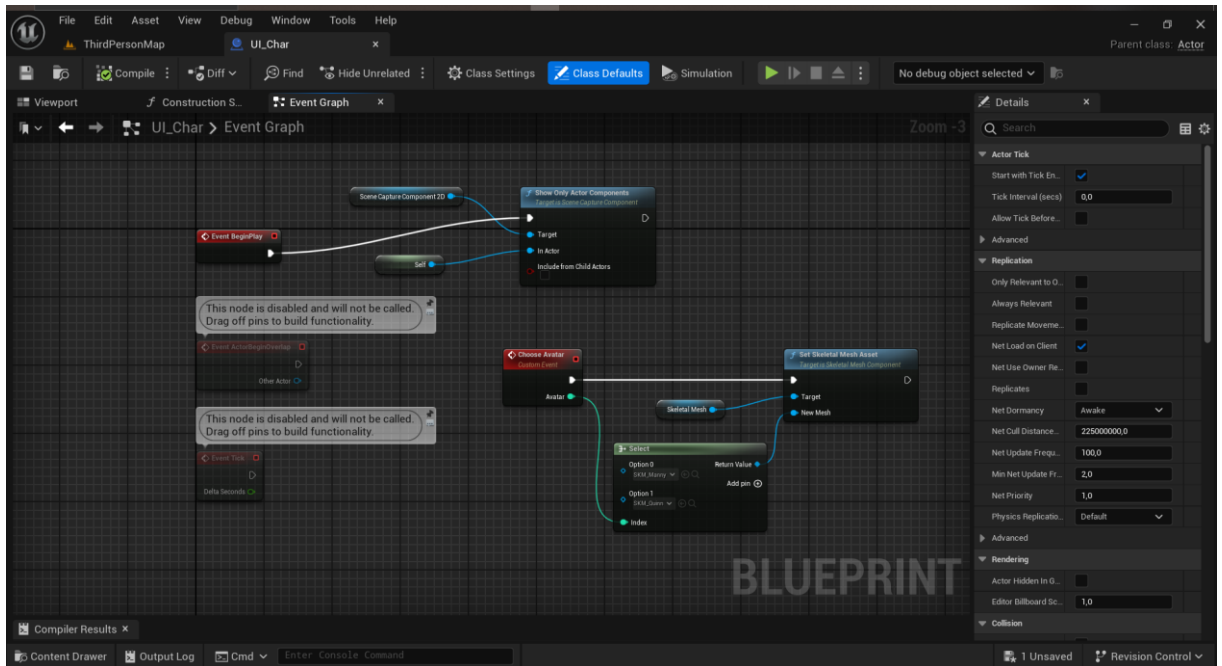 File Edit Asset View Debug Window Tools Help
ThirdPersonMap
UI_Char
Parent class: Actor
Compile
Diff
Find
Hide Unrelated
Class Settings
Class Defaults
Simulation
No debug object selected
Viewport
Construction S...
Event Graph
Details
UI_Char > Event Graph
Zoom -3
Search
Scene Capture Component 2D
Show Only Actor Components
Target is Scene Capture Component
Target
In Actor
Include from Child Actors
Event BeginPlay
Self
This node is disabled and will not be called.
Drag off pins to build functionality.
Event ActorBeginOverlap
Other Actor
This node is disabled and will not be called.
Drag off pins to build functionality.
Event Tick
Delta Seconds
Choose Avatar
Custom Event
Avatar
Set Skeletal Mesh Asset
Target is Skeletal Mesh Component
Target
New Mesh
Skeletal Mesh
Select
Option 0
SKM_Manny
Return Value
Add pin
Option 1
SKM_Quinn
Index
BLUEPRINT
Actor Tick
Start with Tick En...
Tick Interval (secs) 0,0
Allow Tick Before...
Advanced
Replication
Only Relevant to O...
Always Relevant
Replicate Moveme...
Net Load on Client
Net Use Owner Re...
Replicates
Net Dormancy Awake
Net Cull Distance... 225000000,0
Net Update Frequ... 100,0
Min Net Update Fr... 2,0
Net Priority 1,0
Physics Replicatio... Default
Advanced
Rendering
Actor Hidden In G...
Editor Billboard Sc... 1,0
Collision
Compiler Results
Content Drawer
Output Log
Cmd
Enter Console Command
1 Unsaved
Revision Control